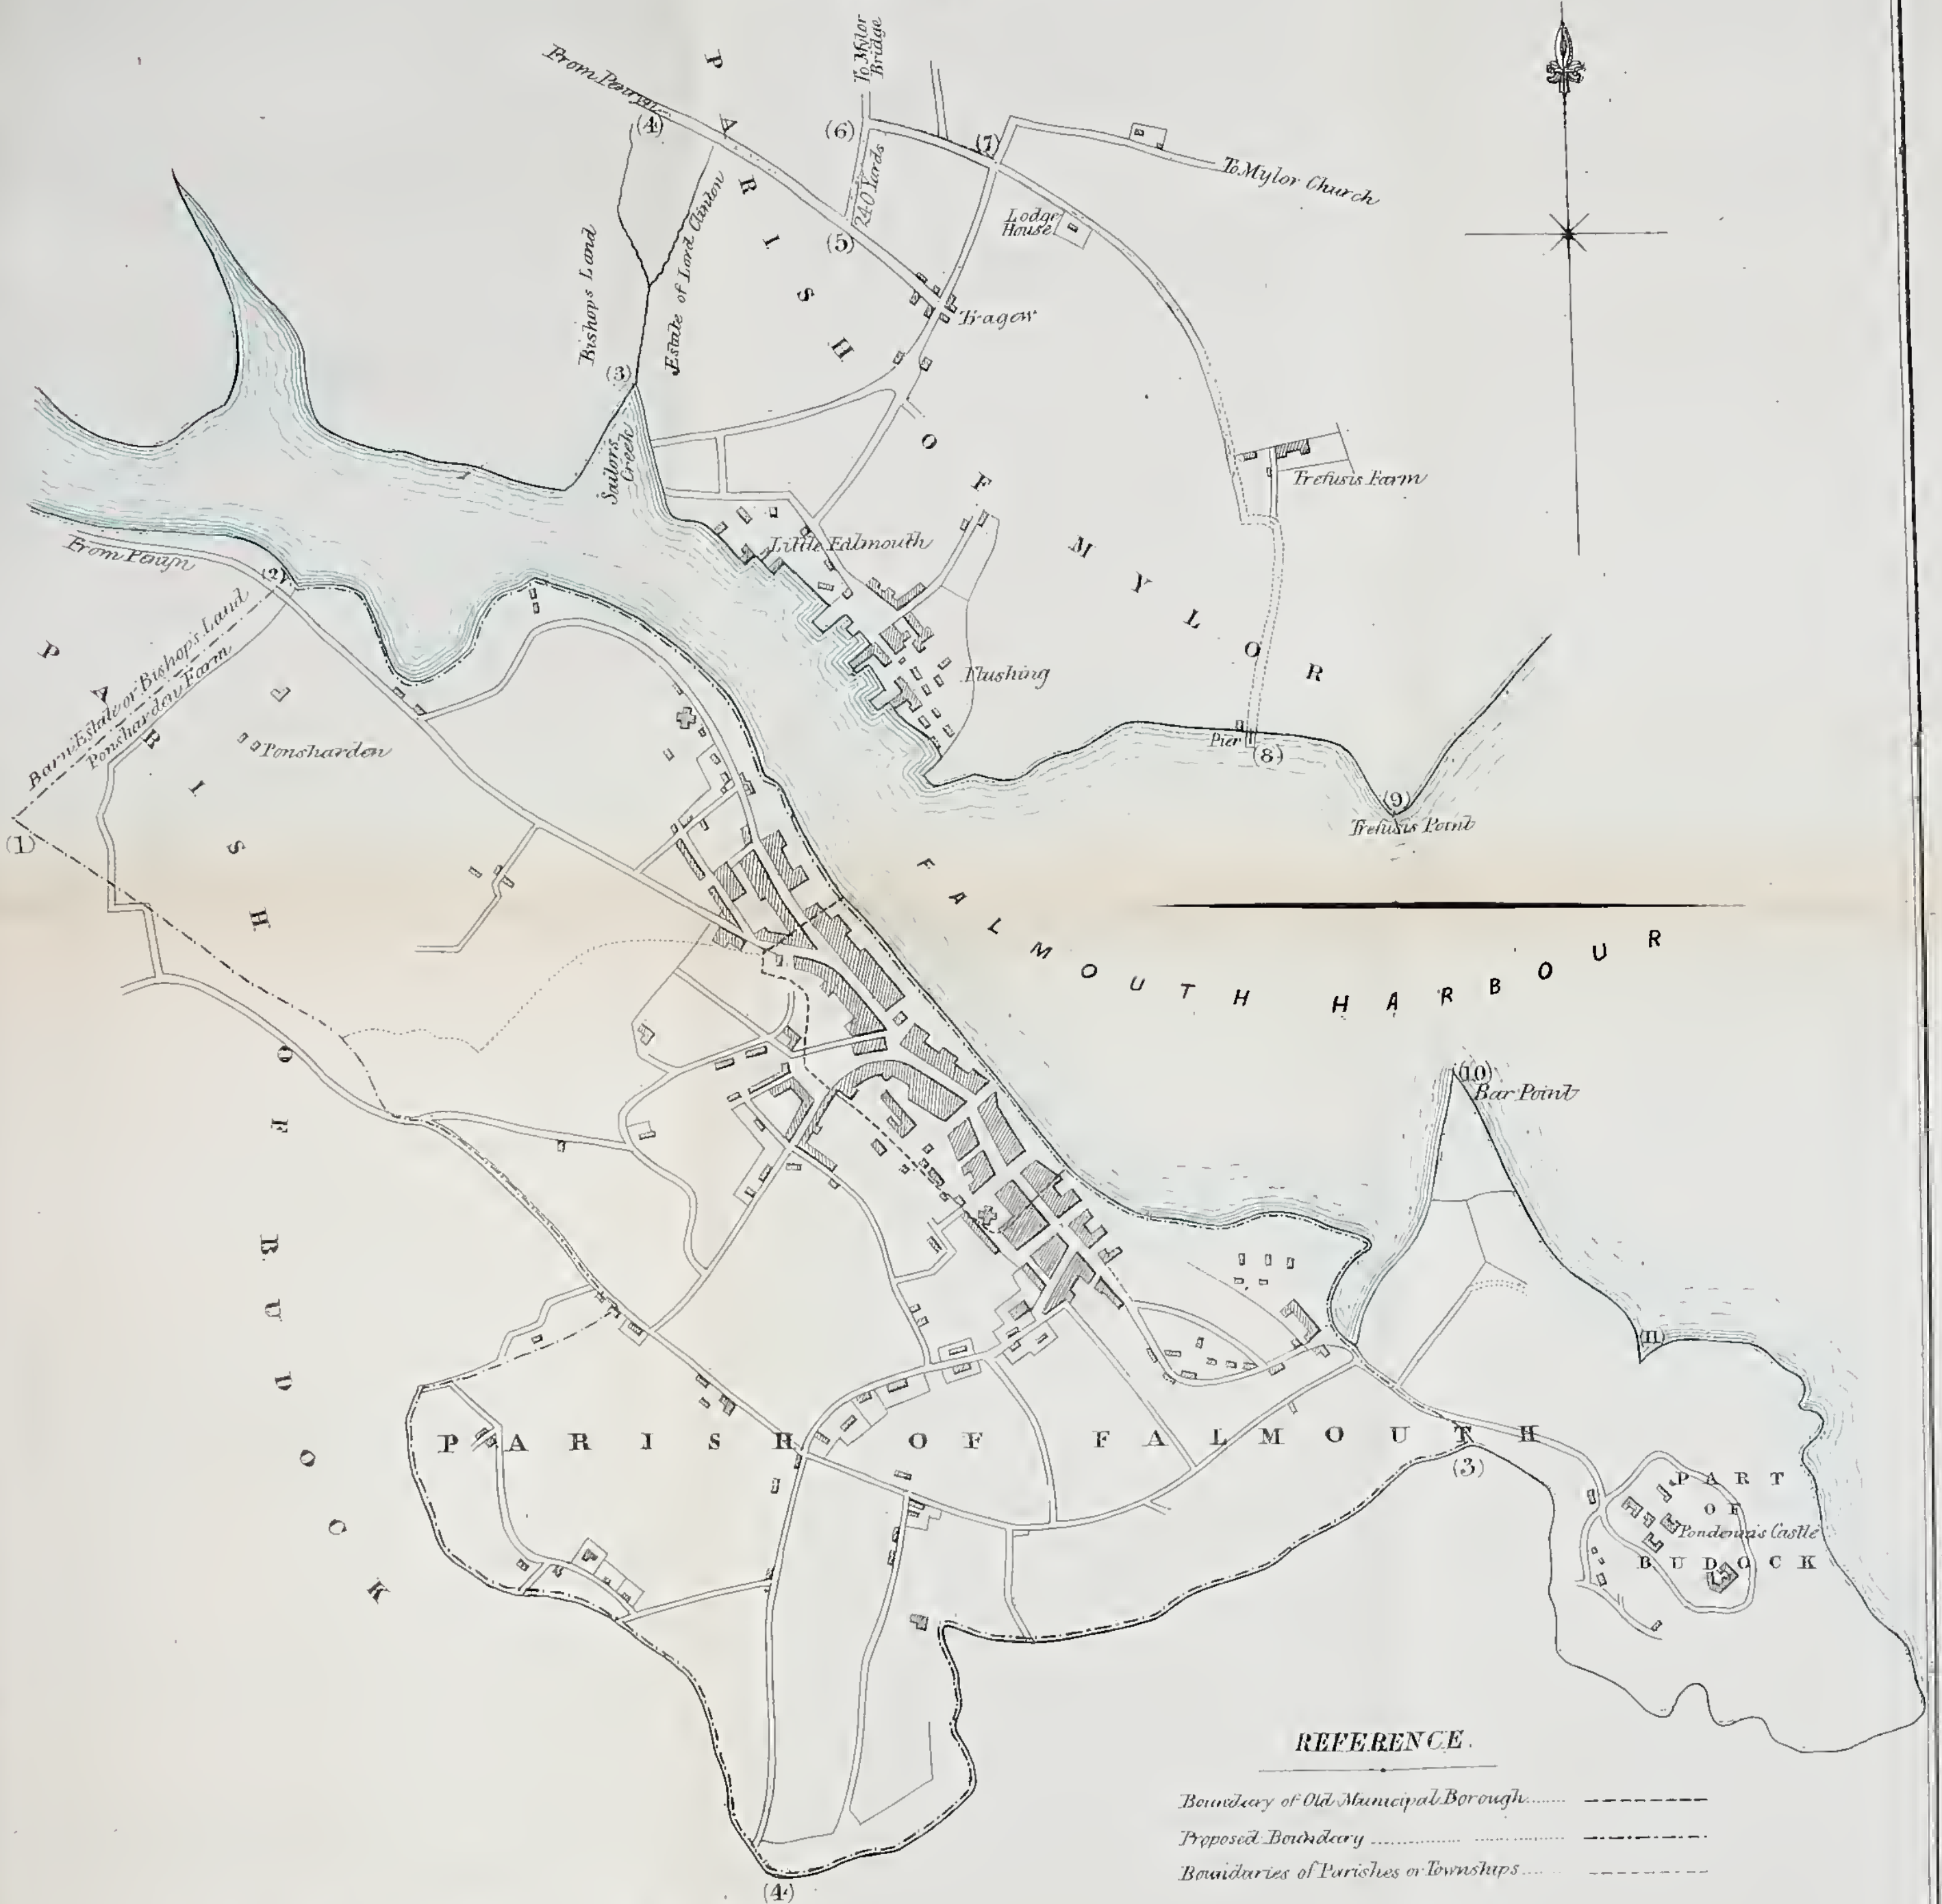 From Penryn
To Mylor
Bridge
(4)
(6)
(7)
240 Yards
To Mylor Church
Bishops Land
Estate of Lord Clinton
(5)
Lodge
House
Tragew
(3)
Sailors
Creek
PARISH OF MYLOR
Trefusis Farm
From Penryn
(2)
Little Falmouth
Barn Estate or Bishop's Land
Ponsharden Farm
Flushing
Ponsharden
Pier
(8)
(9)
Trefusis Point
(1)
FALMOUTH HARBOUR
PARISH OF BUDOCK
(10)
Bar Point
(11)
PARISH OF FALMOUTH
(3)
PART
OF
Pendennis Castle
BUDOCK
(4)
REFERENCE.
Boundary of Old Municipal Borough
Proposed Boundary
Boundaries of Parishes or Townships